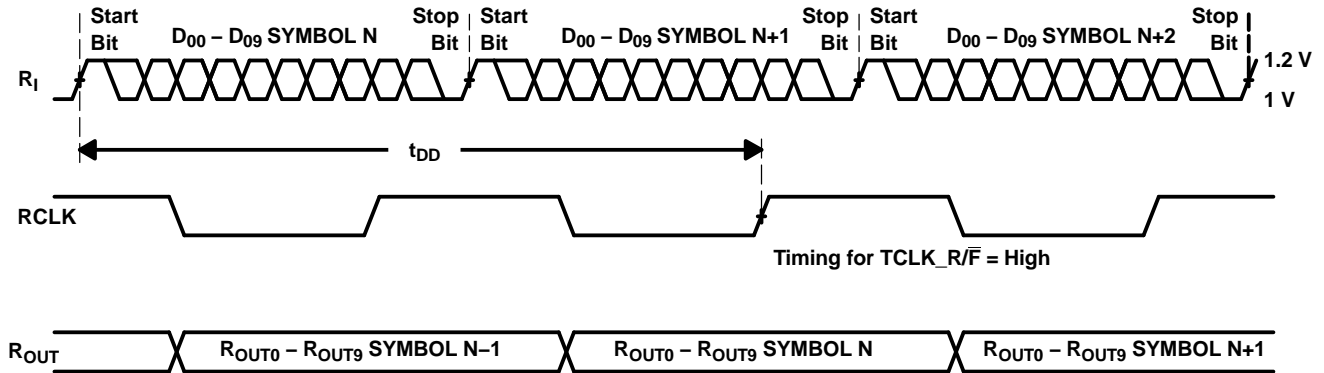 Start Bit
D00 – D09 SYMBOL N
Stop Bit
Start Bit
D00 – D09 SYMBOL N+1
Stop Bit
Start Bit
D00 – D09 SYMBOL N+2
Stop Bit
RI
1.2 V
1 V
tDD
RCLK
Timing for TCLK_R/F̅ = High
ROUT
ROUT0 – ROUT9 SYMBOL N–1
ROUT0 – ROUT9 SYMBOL N
ROUT0 – ROUT9 SYMBOL N+1